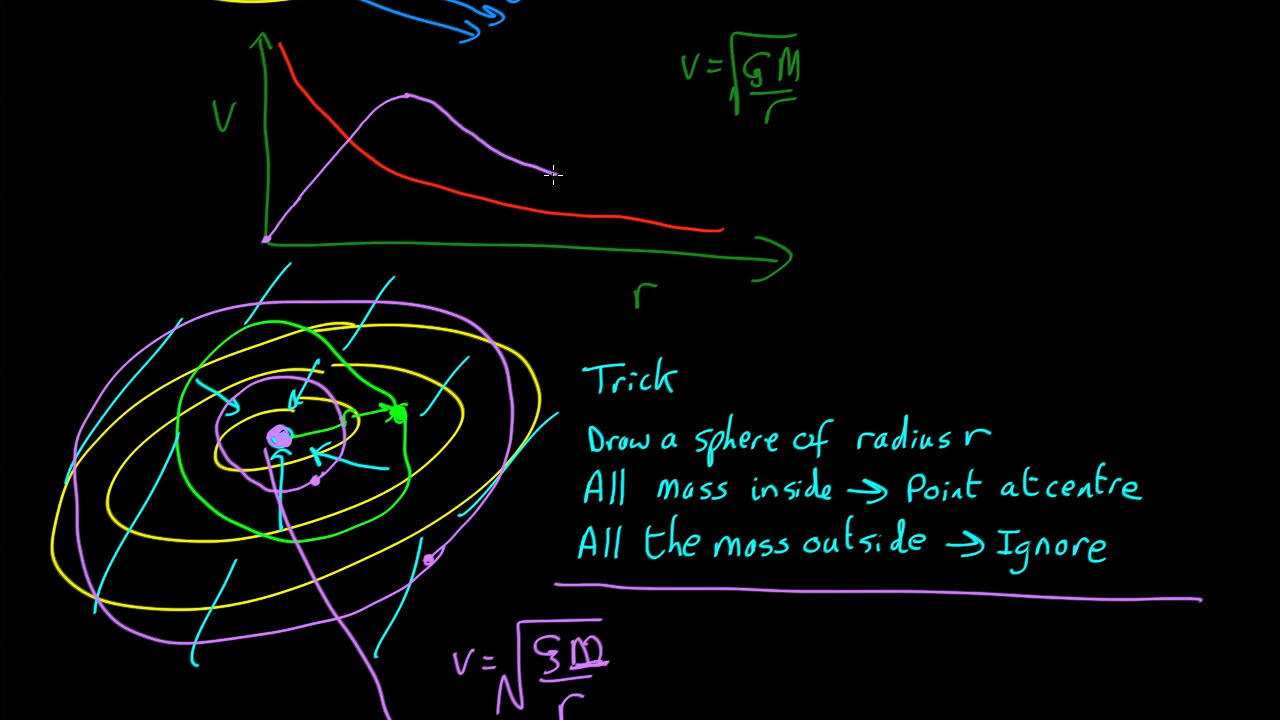 V
v = √GM/r
r
Trick
Draw a sphere of radius r
All mass inside → Point at centre
All the mass outside → Ignore
v = √Gm/r